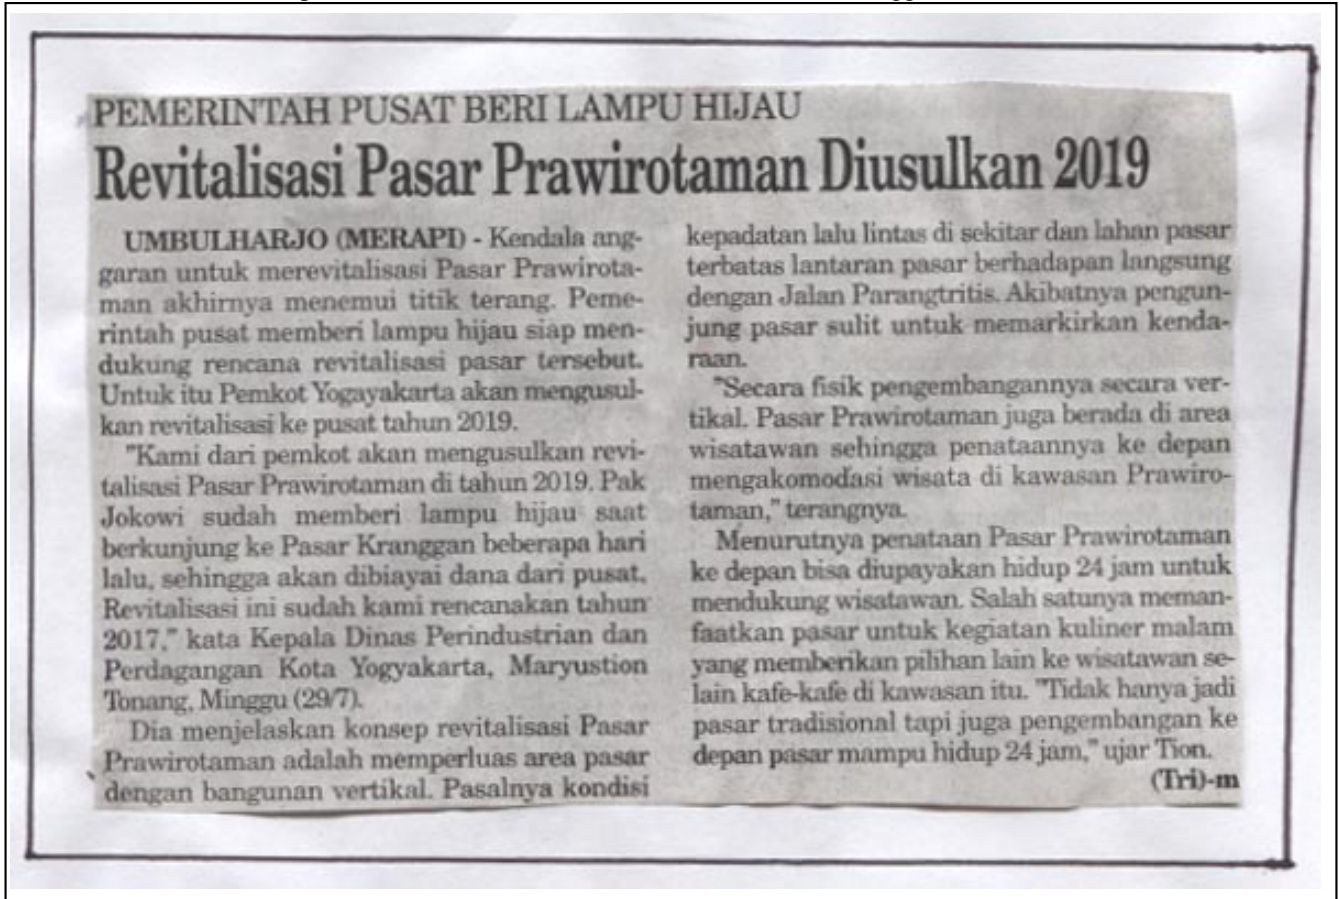 PEMERINTAH PUSAT BERI LAMPU HIJAU
Revitalisasi Pasar Prawirotaman Diusulkan 2019
UMBULHARJO (MERAPI) - Kendala ang-
garan untuk merevitalisasi Pasar Prawirota-
man akhirnya menemui titik terang. Peme-
rintah pusat memberi lampu hijau siap men-
dukung rencana revitalisasi pasar tersebut.
Untuk itu Pemkot Yogayakarta akan mengusul-
kan revitalisasi ke pusat tahun 2019.
"Kami dari pemkot akan mengusulkan revi-
talisasi Pasar Prawirotaman di tahun 2019. Pak
Jokowi sudah memberi lampu hijau saat
berkunjung ke Pasar Kranggan beberapa hari
lalu, sehingga akan dibiayai dana dari pusat.
Revitalisasi ini sudah kami rencanakan tahun
2017," kata Kepala Dinas Perindustrian dan
Perdagangan Kota Yogyakarta, Maryustion
Tonang, Minggu (29/7).
Dia menjelaskan konsep revitalisasi Pasar
Prawirotaman adalah memperluas area pasar
dengan bangunan vertikal. Pasalnya kondisi
kepadatan lalu lintas di sekitar dan lahan pasar
terbatas lantaran pasar berhadapan langsung
dengan Jalan Parangtritis. Akibatnya pengun-
jung pasar sulit untuk memarkirkan kenda-
raan.
"Secara fisik pengembangannya secara ver-
tikal. Pasar Prawirotaman juga berada di area
wisatawan sehingga penataannya ke depan
mengakomodasi wisata di kawasan Prawiro-
taman," terangnya.
Menurutnya penataan Pasar Prawirotaman
ke depan bisa diupayakan hidup 24 jam untuk
mendukung wisatawan. Salah satunya meman-
faatkan pasar untuk kegiatan kuliner malam
yang memberikan pilihan lain ke wisatawan se-
lain kafe-kafe di kawasan itu. "Tidak hanya jadi
pasar tradisional tapi juga pengembangan ke
depan pasar mampu hidup 24 jam," ujar Tion.
(Tri)-m